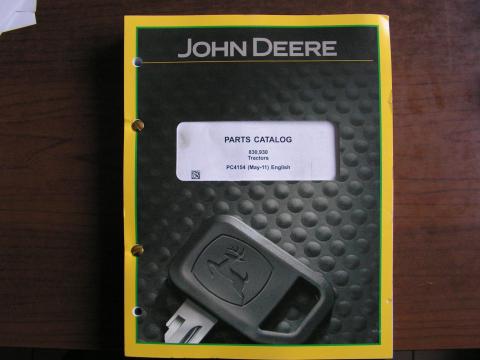 JOHN DEERE
PARTS CATALOG
830,930
Tractors
PC4154 (May-11) English